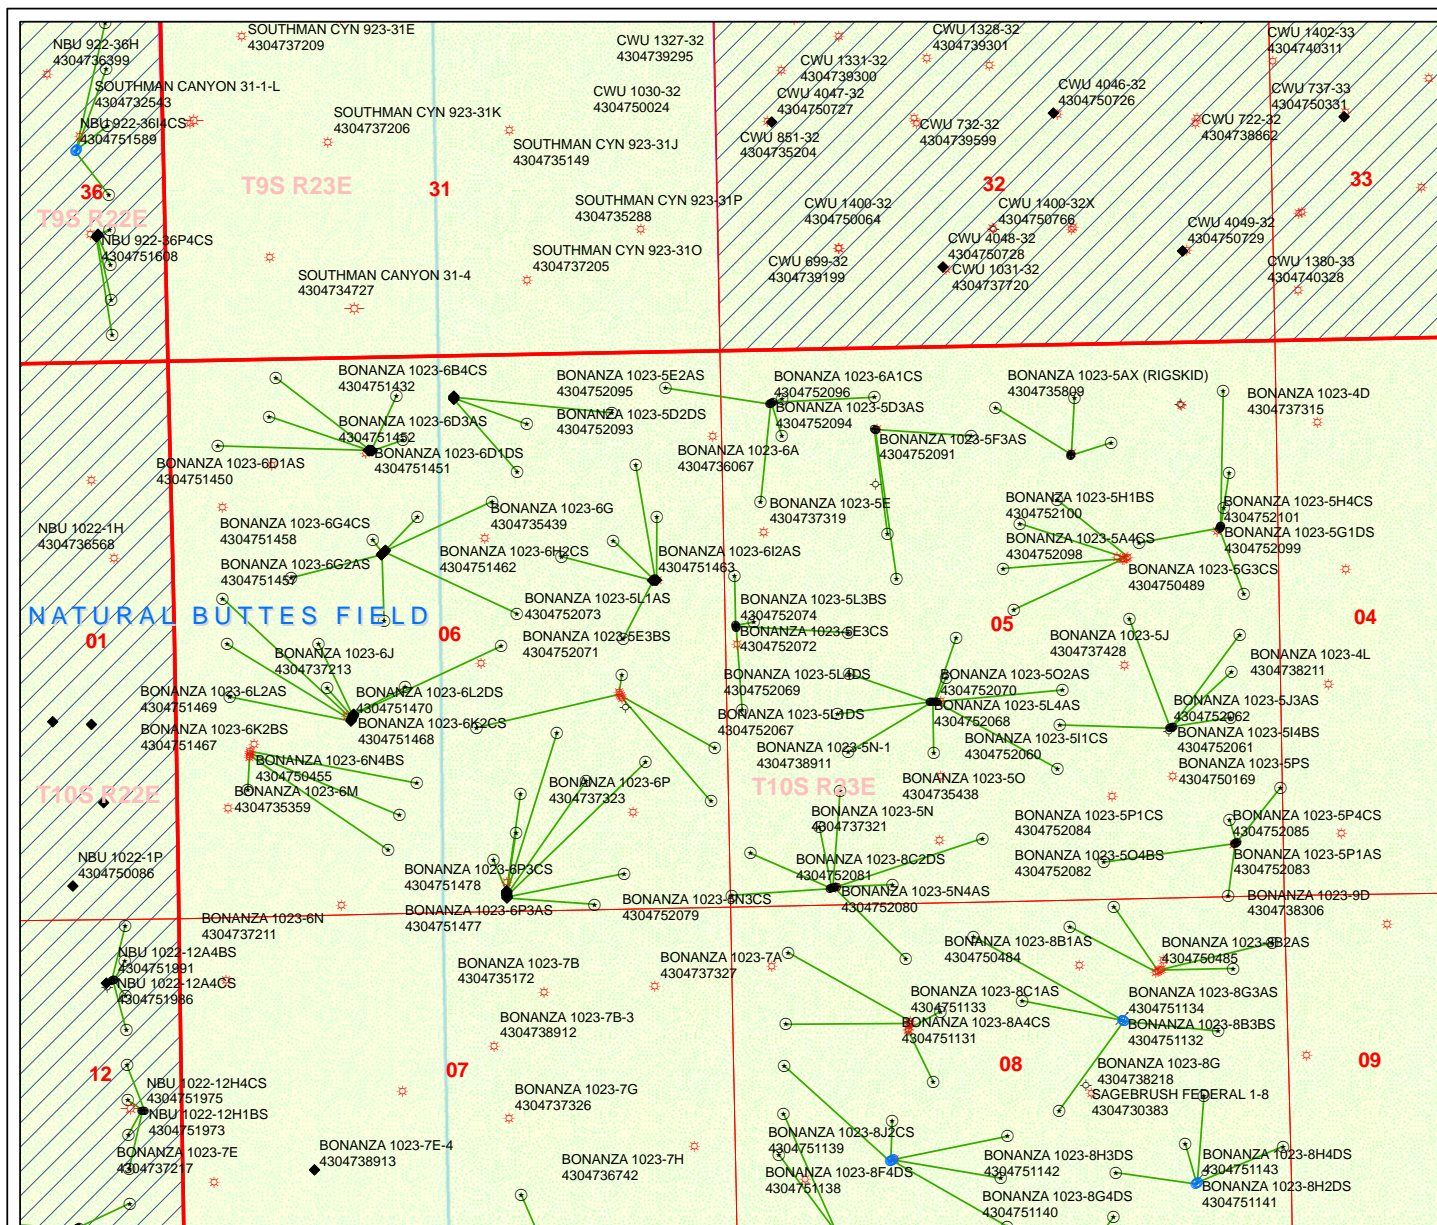 NBU 922-36H
4304736399
SOUTHMAN CYN 923-31E
4304737209
CWU 1327-32
4304739295
CWU 1328-32
4304739301
CWU 1402-33
4304740311
SOUTHMAN CANYON 31-1-L
4304732543
CWU 1331-32
4304739300
CWU 1030-32
4304750024
CWU 4047-32
4304750727
CWU 4046-32
4304750726
CWU 737-33
4304750331
NBU 922-36I4CS
4304751589
SOUTHMAN CYN 923-31K
4304737206
CWU 851-32
4304735204
CWU 732-32
4304739599
CWU 722-32
4304738862
SOUTHMAN CYN 923-31J
4304735149
36
T9S R22E
T9S R23E
31
32
33
SOUTHMAN CYN 923-31P
4304735288
CWU 1400-32
4304750064
CWU 1400-32X
4304750766
CWU 4049-32
4304750729
NBU 922-36P4CS
4304751608
SOUTHMAN CYN 923-31O
4304737205
CWU 4048-32
4304750728
CWU 699-32
4304739199
CWU 1031-32
4304737720
CWU 1380-33
4304740328
SOUTHMAN CANYON 31-4
4304734727
BONANZA 1023-6B4CS
4304751432
BONANZA 1023-5E2AS
4304752095
BONANZA 1023-6A1CS
4304752096
BONANZA 1023-5AX (RIGSKID)
4304735809
BONANZA 1023-4D
4304737315
BONANZA 1023-6D3AS
4304751452
BONANZA 1023-5D2DS
4304752093
BONANZA 1023-5D3AS
4304752094
BONANZA 1023-6D1AS
4304751450
BONANZA 1023-6D1DS
4304751451
BONANZA 1023-6A
4304736067
BONANZA 1023-5F3AS
4304752091
BONANZA 1023-6G
4304735439
BONANZA 1023-5E
4304737319
BONANZA 1023-5H1BS
4304752100
BONANZA 1023-5H4CS
4304752101
NBU 1022-1H
4304736568
BONANZA 1023-6G4CS
4304751458
BONANZA 1023-5A4CS
4304752098
BONANZA 1023-5G1DS
4304752099
BONANZA 1023-6G2AS
4304751457
BONANZA 1023-6H2CS
4304751462
BONANZA 1023-6I2AS
4304751463
BONANZA 1023-5G3CS
4304750489
NATURAL BUTTES FIELD
BONANZA 1023-5L1AS
4304752073
BONANZA 1023-5L3BS
4304752074
01
06
05
04
BONANZA 1023-5E3BS
4304752071
BONANZA 1023-5E3CS
4304752072
BONANZA 1023-5J
4304737428
BONANZA 1023-6J
4304737213
BONANZA 1023-4L
4304738211
BONANZA 1023-6L2AS
4304751469
BONANZA 1023-6L2DS
4304751470
BONANZA 1023-5L4DS
4304752069
BONANZA 1023-5O2AS
4304752070
BONANZA 1023-5J3AS
4304752062
BONANZA 1023-6K2BS
4304751467
BONANZA 1023-6K2CS
4304751468
BONANZA 1023-5L1DS
4304752067
BONANZA 1023-5L4AS
4304752068
BONANZA 1023-5I4BS
4304752061
BONANZA 1023-6N4BS
4304750455
BONANZA 1023-5N-1
4304738911
BONANZA 1023-5I1CS
4304752060
BONANZA 1023-5PS
4304750169
T10S R22E
BONANZA 1023-6M
4304735359
BONANZA 1023-6P
4304737323
T10S R23E
BONANZA 1023-5O
4304735438
BONANZA 1023-5N
4304737321
BONANZA 1023-5P1CS
4304752084
BONANZA 1023-5P4CS
4304752085
NBU 1022-1P
4304750086
BONANZA 1023-6P3CS
4304751478
BONANZA 1023-8C2DS
4304752081
BONANZA 1023-5O4BS
4304752082
BONANZA 1023-5P1AS
4304752083
BONANZA 1023-6P3AS
4304751477
BONANZA 1023-5N3CS
4304752079
BONANZA 1023-5N4AS
4304752080
BONANZA 1023-9D
4304738306
BONANZA 1023-6N
4304737211
NBU 1022-12A4BS
4304751991
BONANZA 1023-7B
4304735172
BONANZA 1023-7A
4304737327
BONANZA 1023-8B1AS
4304750484
BONANZA 1023-8B2AS
4304750485
NBU 1022-12A4CS
4304751986
BONANZA 1023-8C1AS
4304751133
BONANZA 1023-8G3AS
4304751134
BONANZA 1023-7B-3
4304738912
BONANZA 1023-8A4CS
4304751131
BONANZA 1023-8B3BS
4304751132
12
07
08
09
BONANZA 1023-8G
4304738218
NBU 1022-12H4CS
4304751975
BONANZA 1023-7G
4304737326
SAGEBRUSH FEDERAL 1-8
4304730383
NBU 1022-12H1BS
4304751973
BONANZA 1023-8J2CS
4304751139
BONANZA 1023-7E
4304737217
BONANZA 1023-7E-4
4304738913
BONANZA 1023-7H
4304736742
BONANZA 1023-8F4DS
4304751138
BONANZA 1023-8H3DS
4304751142
BONANZA 1023-8H4DS
4304751143
BONANZA 1023-8G4DS
4304751140
BONANZA 1023-8H2DS
4304751141